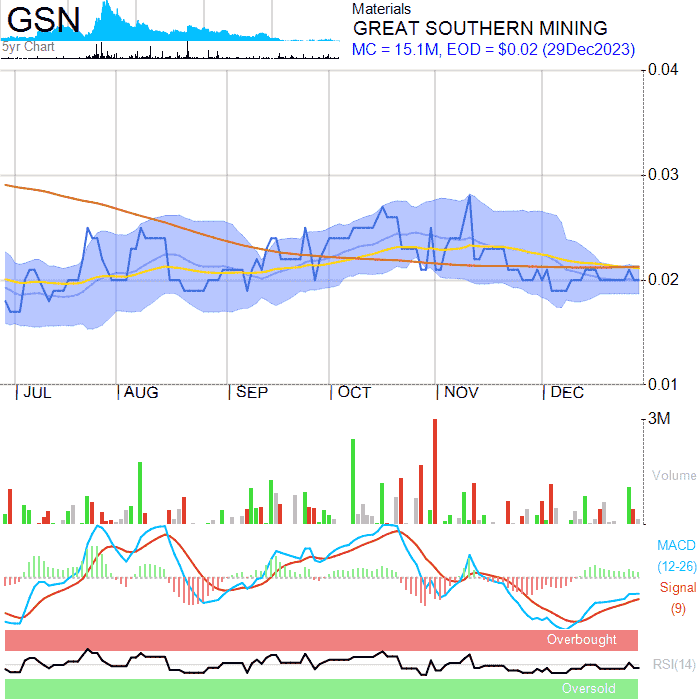 GSN
5yr Chart
Materials
GREAT SOUTHERN MINING
MC = 15.1M, EOD = $0.02 (29Dec2023)
0.04
0.03
0.02
0.01
JUL AUG SEP OCT NOV DEC
3M
Volume
MACD
(12-26)
Signal
(9)
Overbought
RSI(14)
Oversold